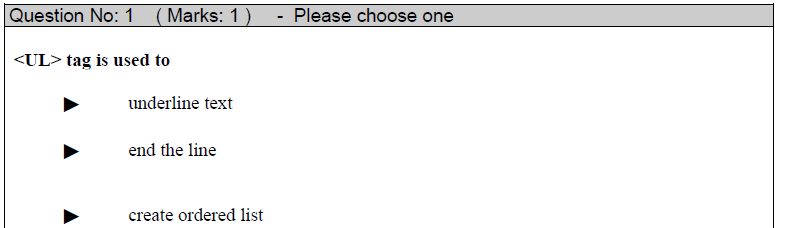 Question No: 1 ( Marks: 1 ) - Please choose one
<UL> tag is used to
► underline text
► end the line
► create ordered list